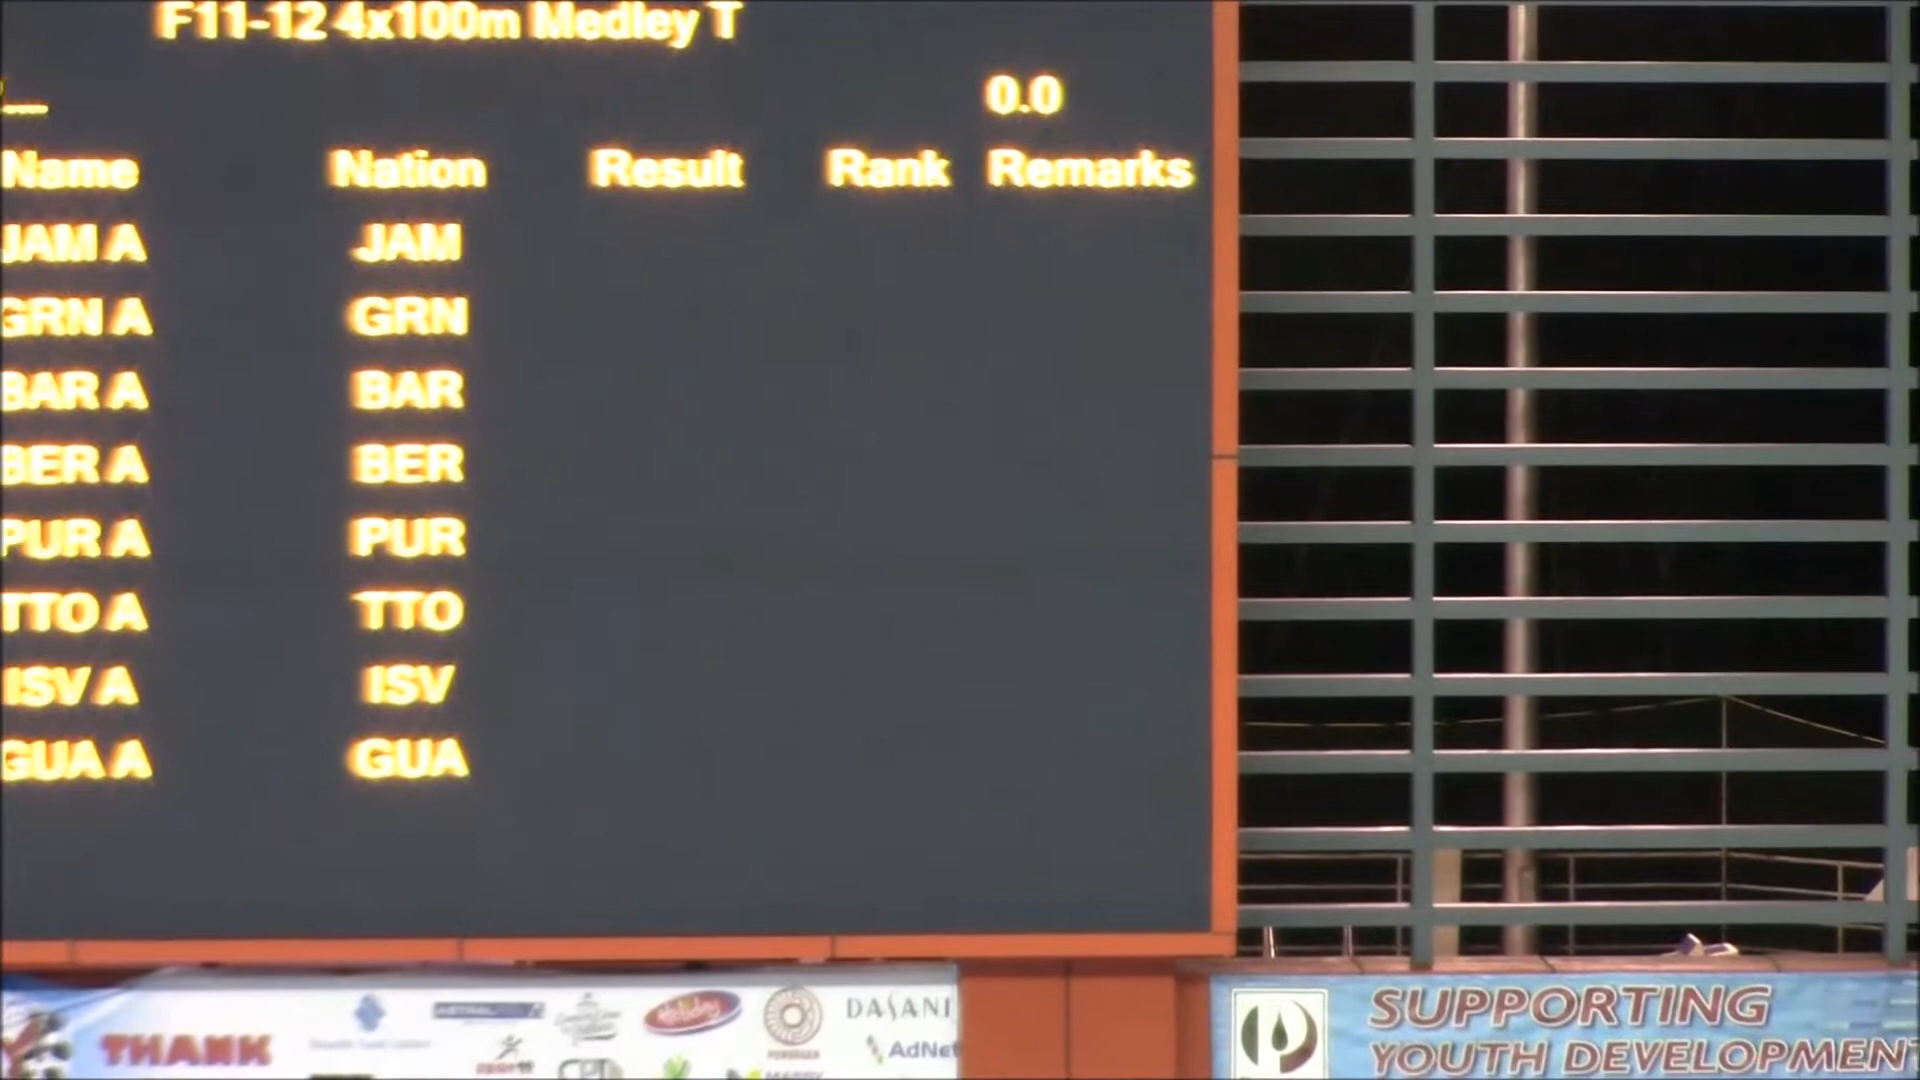 F11-12 4x100m Medley T
0.0
Name Nation Result Rank Remarks
JAM A JAM
GRN A GRN
BAR A BAR
BER A BER
PUR A PUR
TTO A TTO
ISV A ISV
GUA A GUA
THANK
Holiday
DASANI
AdNet
SUPPORTING
YOUTH DEVELOPMENT